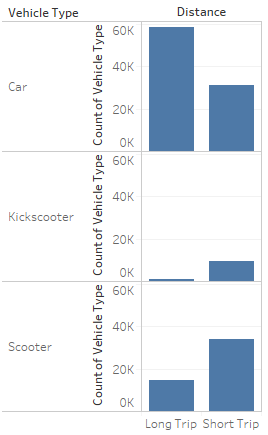 Vehicle Type
Distance
Car
Count of Vehicle Type
60K
40K
20K
0K
Kickscooter
Count of Vehicle Type
60K
40K
20K
0K
Scooter
Count of Vehicle Type
60K
40K
20K
0K
Long Trip Short Trip